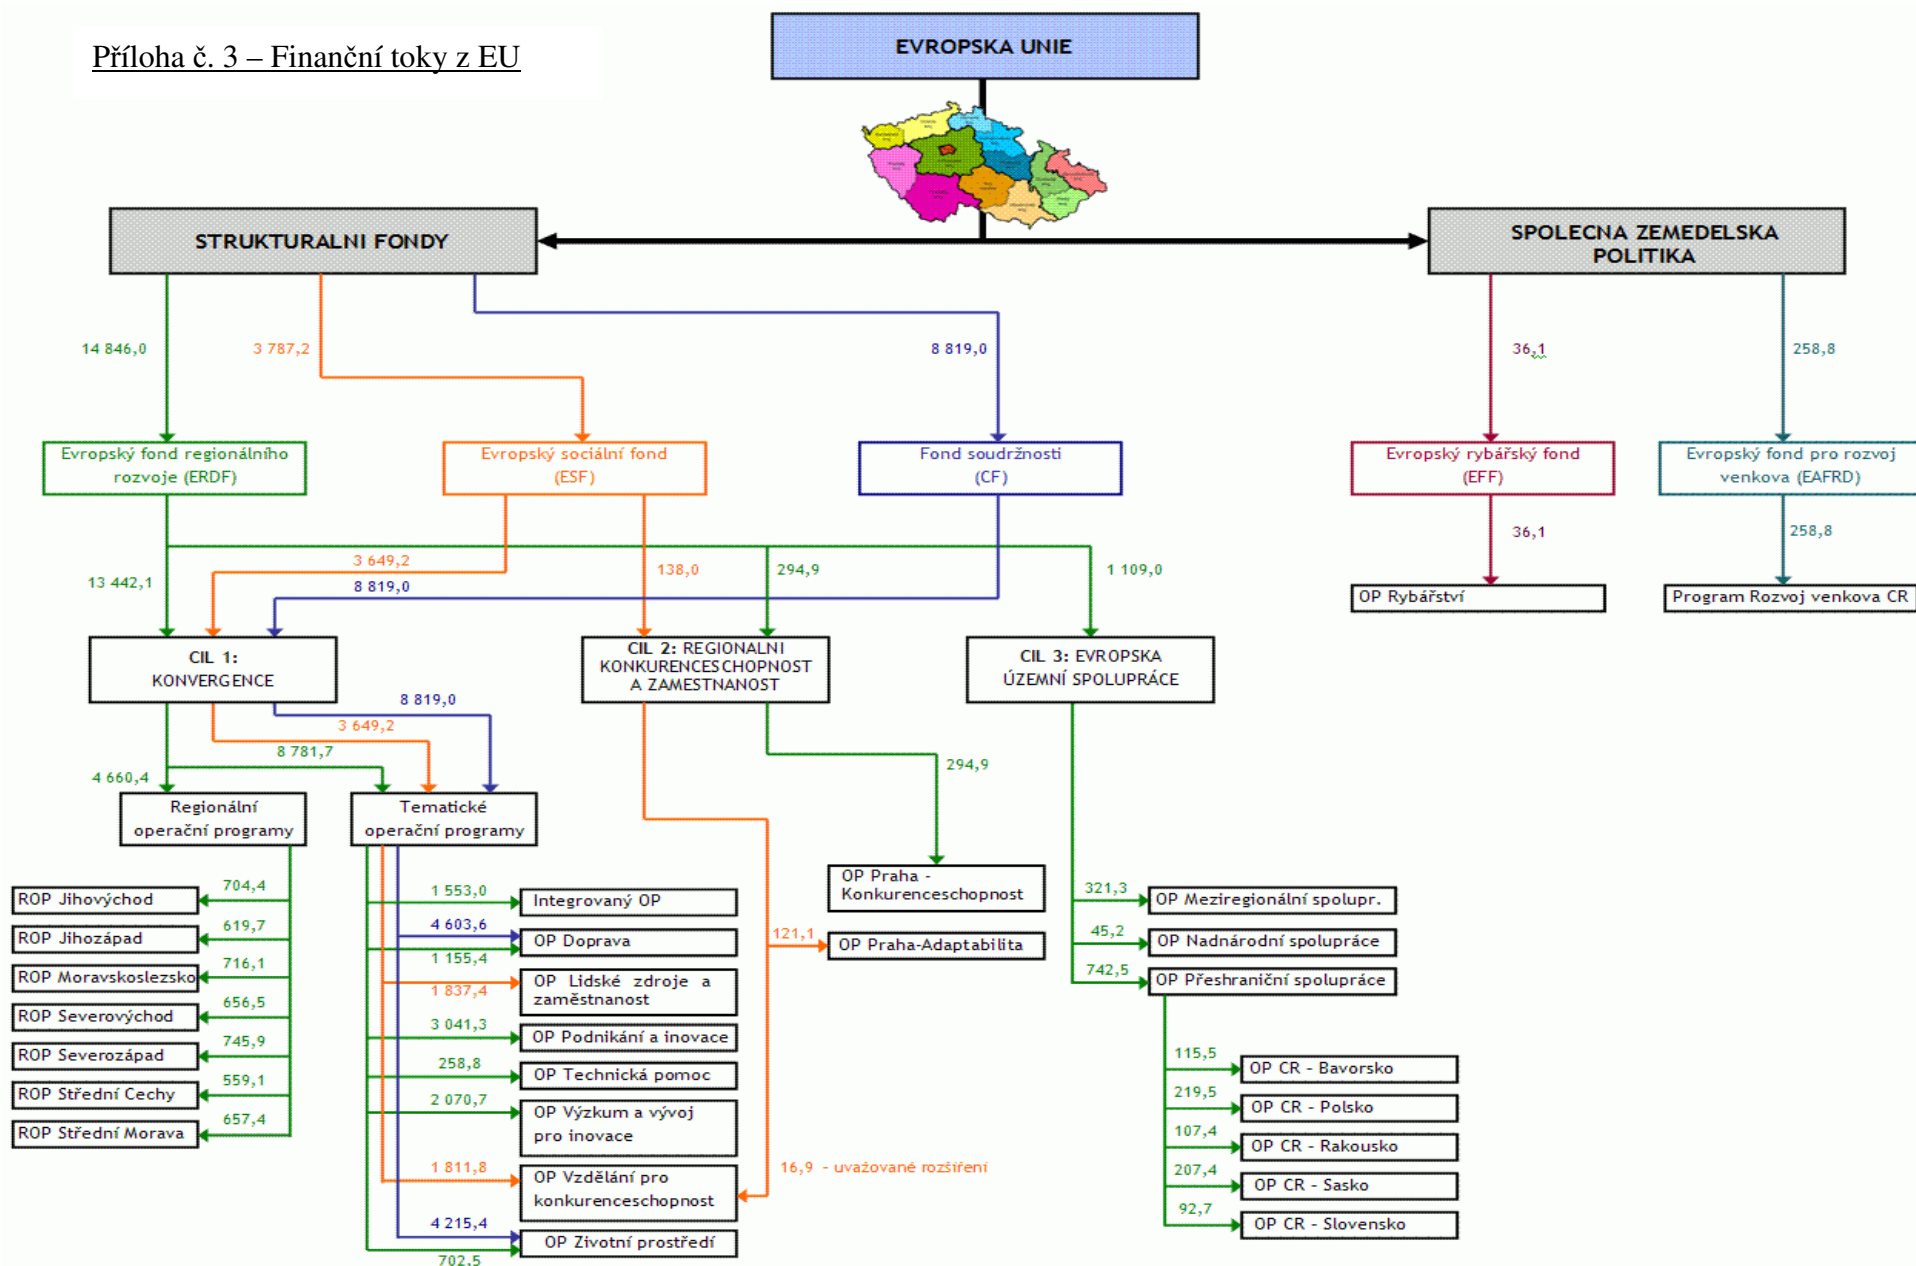 Příloha č. 3 – Finanční toky z EU
EVROPSKA UNIE
STRUKTURALNI FONDY
SPOLECNA ZEMEDELSKA
POLITIKA
14 846,0
3 787,2
8 819,0
36,1
258,8
Evropský fond regionálního
rozvoje (ERDF)
Evropský sociální fond
(ESF)
Fond soudržnosti
(CF)
Evropský rybářský fond
(EFF)
Evropský fond pro rozvoj
venkova (EAFRD)
13 442,1
3 649,2
8 819,0
138,0
294,9
1 109,0
36,1
258,8
OP Rybářství
Program Rozvoj venkova CR
CIL 1:
KONVERGENCE
CIL 2: REGIONALNI
KONKURENCESCHOPNOST
A ZAMESTNANOST
CIL 3: EVROPSKA
ÚZEMNÍ SPOLUPRÁCE
8 819,0
3 649,2
8 781,7
4 660,4
294,9
Regionální
operační programy
Tematické
operační programy
704,4
ROP Jihovýchod
619,7
ROP Jihozápad
716,1
ROP Moravskoslezsko
656,5
ROP Severovýchod
745,9
ROP Severozápad
559,1
ROP Střední Cechy
657,4
ROP Střední Morava
1 553,0
Integrovaný OP
4 603,6
OP Doprava
1 155,4
OP Lidské zdroje a
zaměstnanost
1 837,4
3 041,3
OP Podnikání a inovace
258,8
OP Technická pomoc
2 070,7
OP Výzkum a vývoj
pro inovace
1 811,8
OP Vzdělání pro
konkurenceschopnost
4 215,4
OP Zivotní prostředí
702,5
OP Praha -
Konkurenceschopnost
121,1
OP Praha-Adaptabilita
16,9 - uvažované rozšíření
321,3
OP Meziregionální spolupr.
45,2
OP Nadnárodní spolupráce
742,5
OP Přeshraniční spolupráce
115,5
OP CR - Bavorsko
219,5
OP CR - Polsko
107,4
OP CR - Rakousko
207,4
OP CR - Sasko
92,7
OP CR - Slovensko